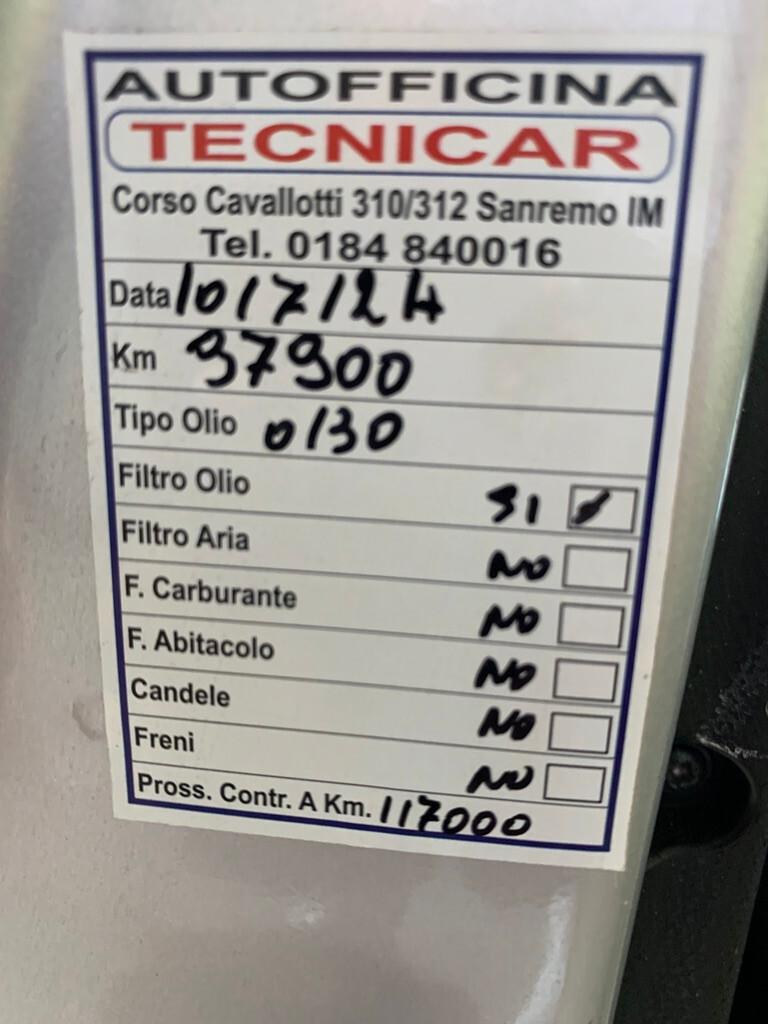 AUTOFFICINA
TECNICAR
Corso Cavallotti 310/312 Sanremo IM
Tel. 0184 840016
Data 10/7/24
Km 97900
Tipo Olio 0/30
Filtro Olio SI
Filtro Aria NO
F. Carburante NO
F. Abitacolo NO
Candele NO
Freni NO
Pross. Contr. A Km. 117000